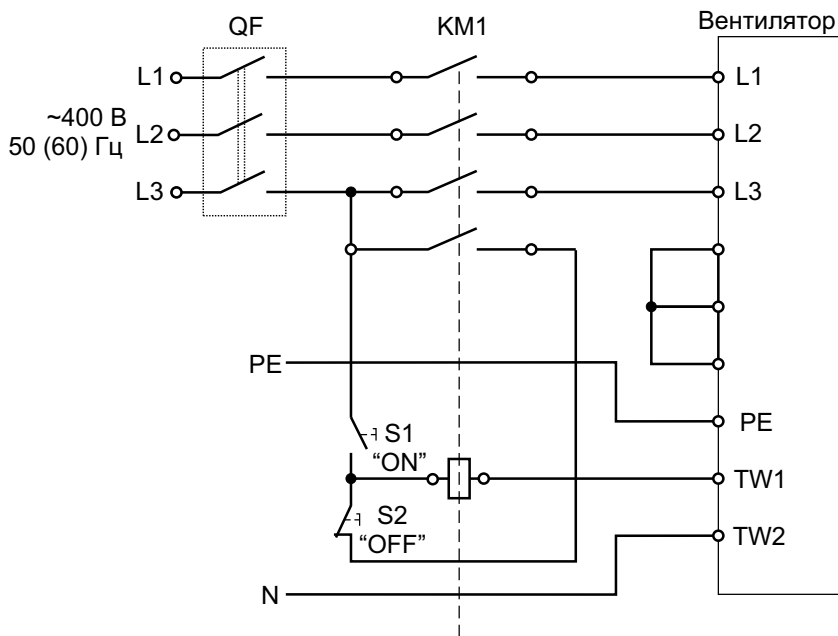 QF
KM1
Вентилятор
L1
L1
~400 В
50 (60) Гц
L2
L2
L3
L3
PE
PE
S1
“ON”
TW1
S2
“OFF”
TW2
N